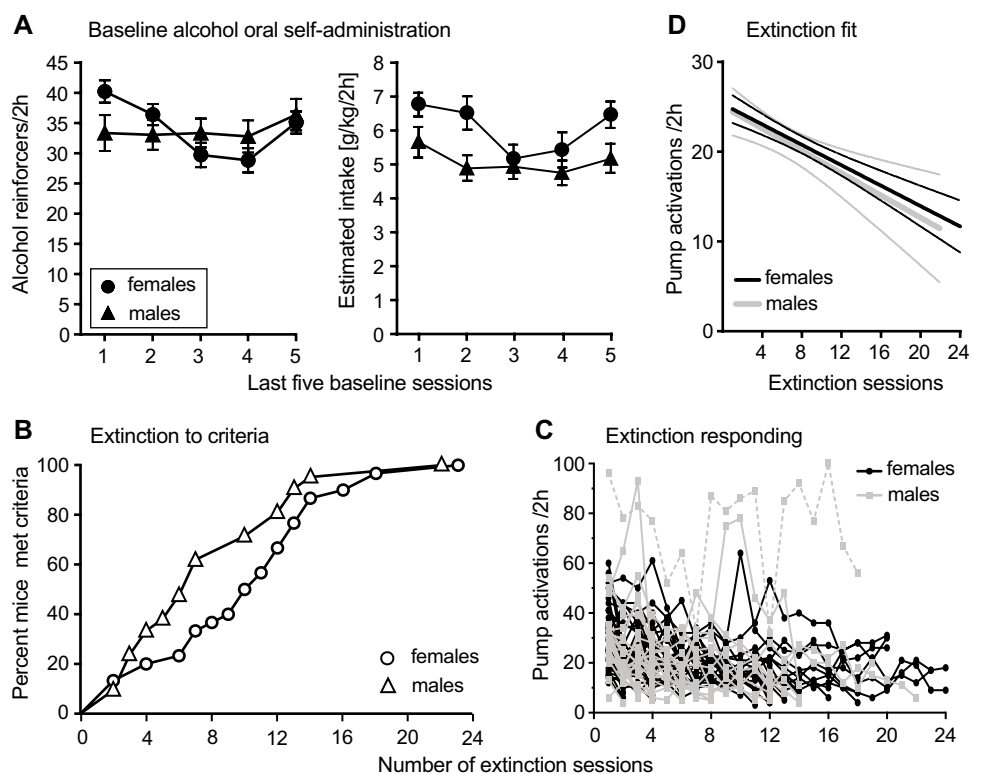 A
Baseline alcohol oral self-administration
Alcohol reinforcers/2h
45
40
35
30
25
20
15
10
5
0
females
males
1 2 3 4 5
Estimated intake [g/kg/2h]
8
7
6
5
4
3
2
1
0
1 2 3 4 5
Last five baseline sessions
D
Extinction fit
Pump activations /2h
30
20
10
0
females
males
4 8 12 16 20 24
Extinction sessions
B
Extinction to criteria
Percent mice met criteria
100
80
60
40
20
0
females
males
0 4 8 12 16 20 24
C
Extinction responding
Pump activations /2h
100
80
60
40
20
0
females
males
0 4 8 12 16 20 24
Number of extinction sessions